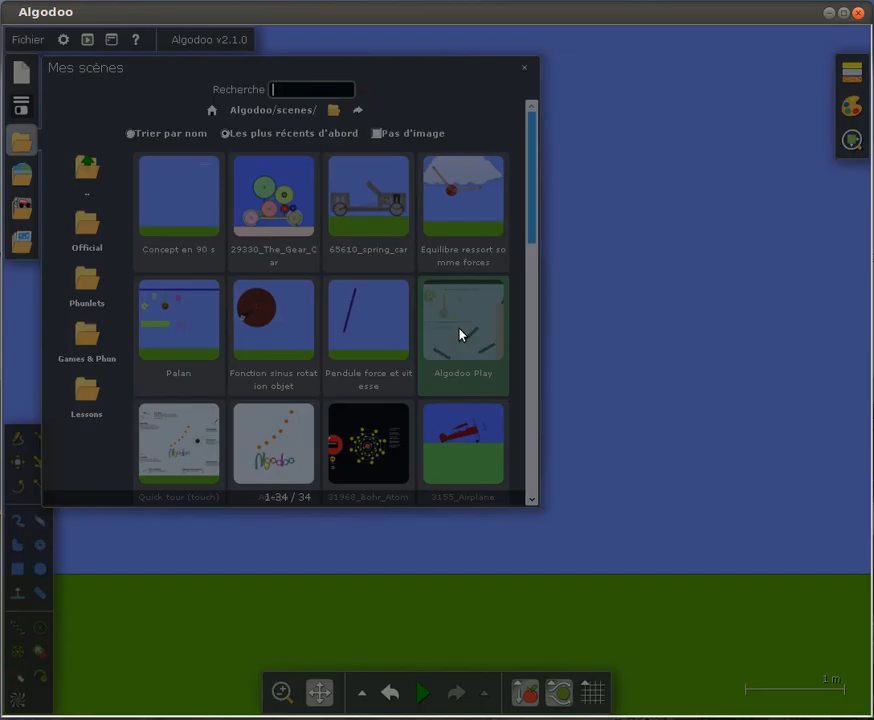 Algodoo
Fichier
Algodoo v2.1.0
Mes scènes
Recherche
Algodoo/scenes/
Trier par nom
Les plus récents d'abord
Pas d'image
..
Official
Phunlets
Games & Phun
Lessons
Concept en 90 s
29330_The_Gear_C
ar
65610_spring_car
Equilibre ressort so
mme forces
Palan
Fonction sinus rotat
ion objet
Pendule force et vit
esse
Algodoo Play
Algodoo
Algodoo
Quick tour (touch)
1-34 / 34
31968_Bohr_Atom
3155_Airplane
1 m